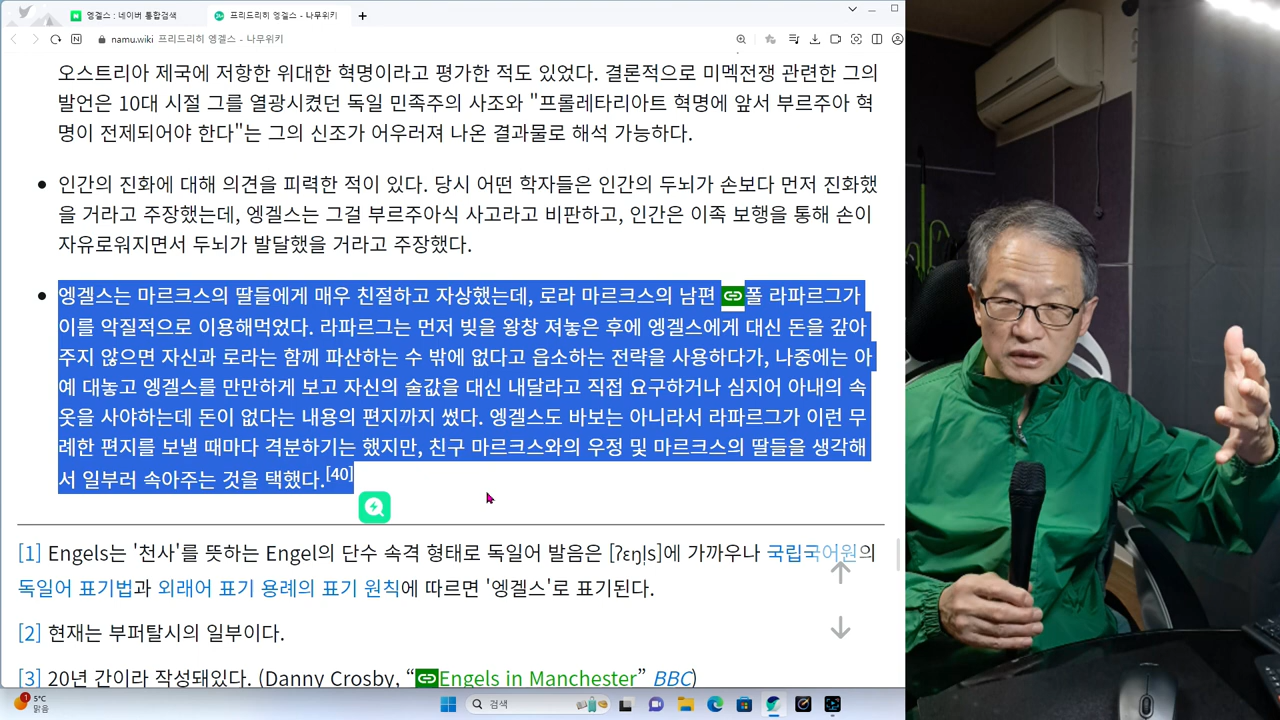 엥겔스 : 네이버 통합검색
프리드리히 엥겔스 - 나무위키
namu.wiki 프리드리히 엥겔스 - 나무위키
오스트리아 제국에 저항한 위대한 혁명이라고 평가한 적도 있었다. 결론적으로 미멕전쟁 관련한 그의
발언은 10대 시절 그를 열광시켰던 독일 민족주의 사조와 "프롤레타리아트 혁명에 앞서 부르주아 혁
명이 전제되어야 한다"는 그의 신조가 어우러져 나온 결과물로 해석 가능하다.
인간의 진화에 대해 의견을 피력한 적이 있다. 당시 어떤 학자들은 인간의 두뇌가 손보다 먼저 진화했
을 거라고 주장했는데, 엥겔스는 그걸 부르주아식 사고라고 비판하고, 인간은 이족 보행을 통해 손이
자유로워지면서 두뇌가 발달했을 거라고 주장했다.
엥겔스는 마르크스의 딸들에게 매우 친절하고 자상했는데, 로라 마르크스의 남편 폴 라파르그가
이를 악질적으로 이용해먹었다. 라파르그는 먼저 빚을 왕창 져놓은 후에 엥겔스에게 대신 돈을 갚아
주지 않으면 자신과 로라는 함께 파산하는 수 밖에 없다고 읍소하는 전략을 사용하다가, 나중에는 아
예 대놓고 엥겔스를 만만하게 보고 자신의 술값을 대신 내달라고 직접 요구하거나 심지어 아내의 속
옷을 사야하는데 돈이 없다는 내용의 편지까지 썼다. 엥겔스도 바보는 아니라서 라파르그가 이런 무
례한 편지를 보낼 때마다 격분하기는 했지만, 친구 마르크스와의 우정 및 마르크스의 딸들을 생각해
서 일부러 속아주는 것을 택했다.[40]
[1] Engels는 '천사'를 뜻하는 Engel의 단수 속격 형태로 독일어 발음은 [ʔɛŋl̩s]에 가까우나 국립국어원의
독일어 표기법과 외래어 표기 용례의 표기 원칙에 따르면 '엥겔스'로 표기된다.
[2] 현재는 부퍼탈시의 일부이다.
[3] 20년 간이라 작성돼있다. (Danny Crosby, “Engels in Manchester” BBC)
1
5°C
맑음
검색